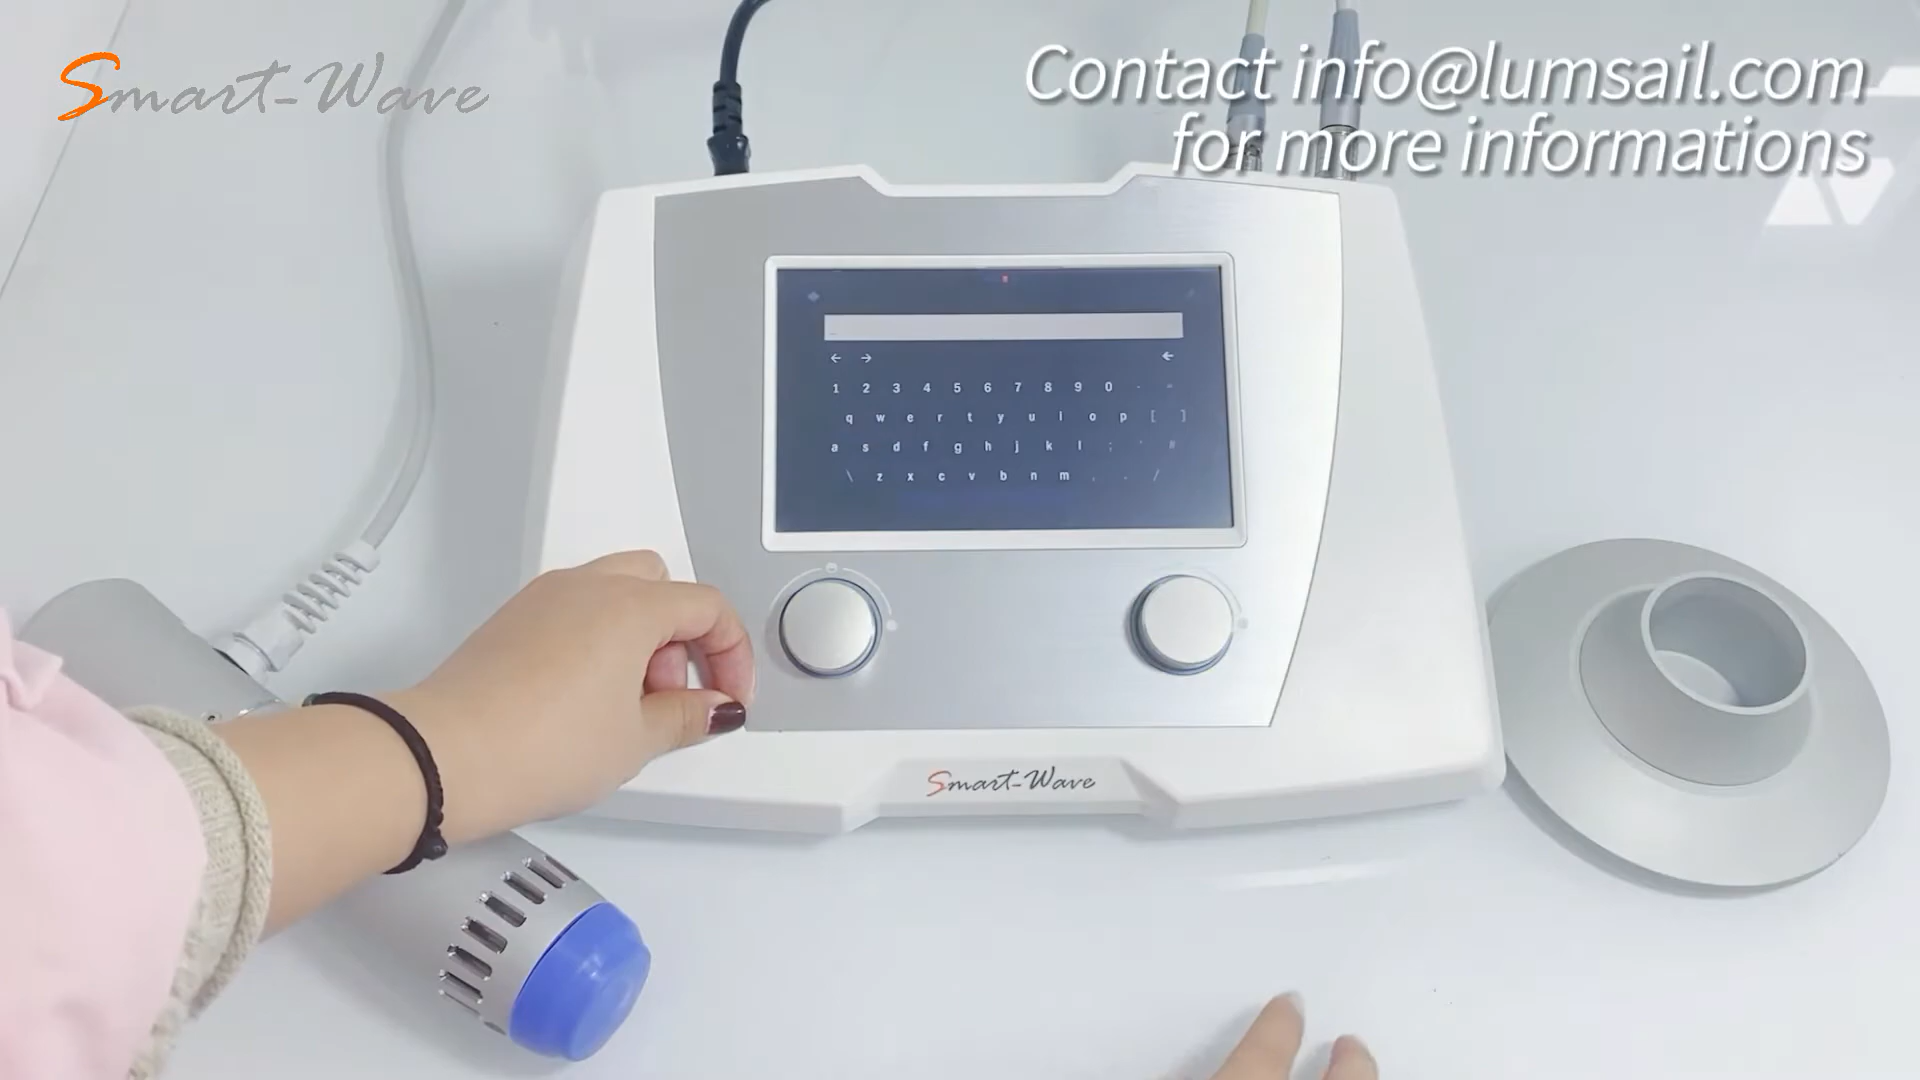 Smart-Wave
Contact info@lumsail.com
for more informations
1 2 3 4 5 6 7 8 9 0 - =
q w e r t y u i o p [ ]
a s d f g h j k l ; ' #
\ z x c v b n m , . /
Smart-Wave